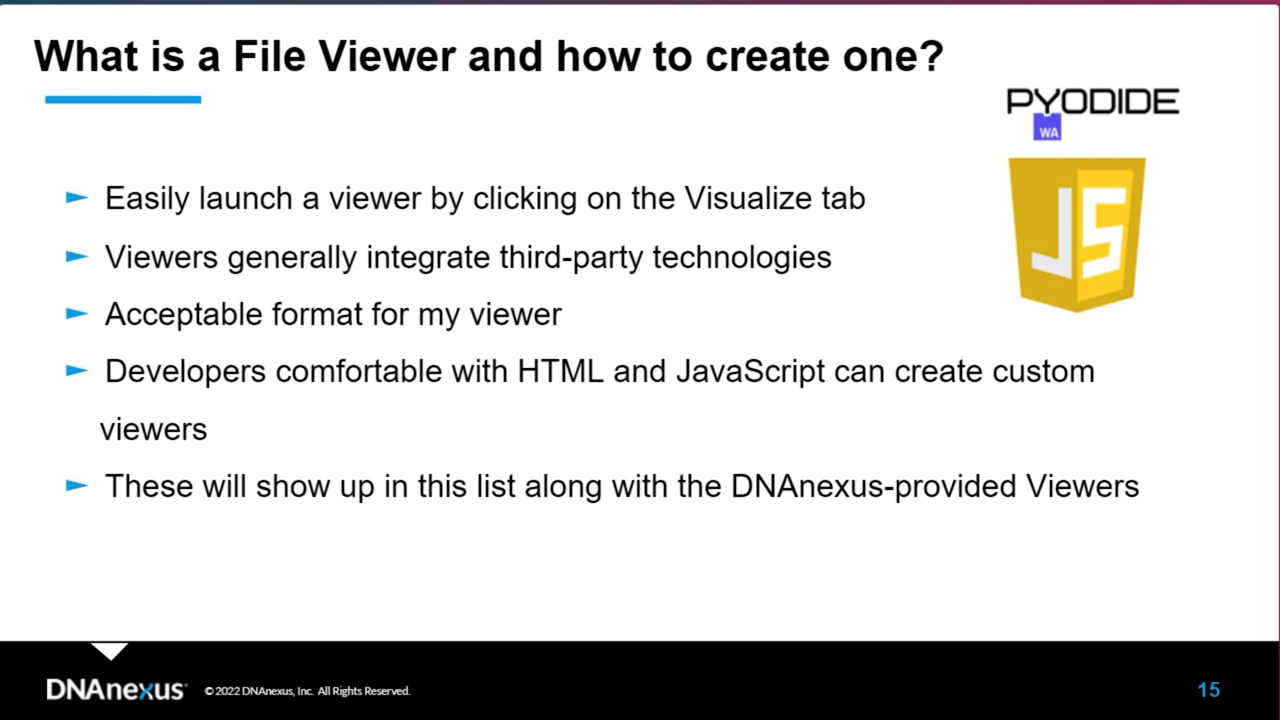 What is a File Viewer and how to create one?
PYODIDE
WA
JS
► Easily launch a viewer by clicking on the Visualize tab
► Viewers generally integrate third-party technologies
► Acceptable format for my viewer
► Developers comfortable with HTML and JavaScript can create custom
viewers
► These will show up in this list along with the DNAnexus-provided Viewers
DNAnexus
© 2022 DNAnexus, Inc. All Rights Reserved.
15